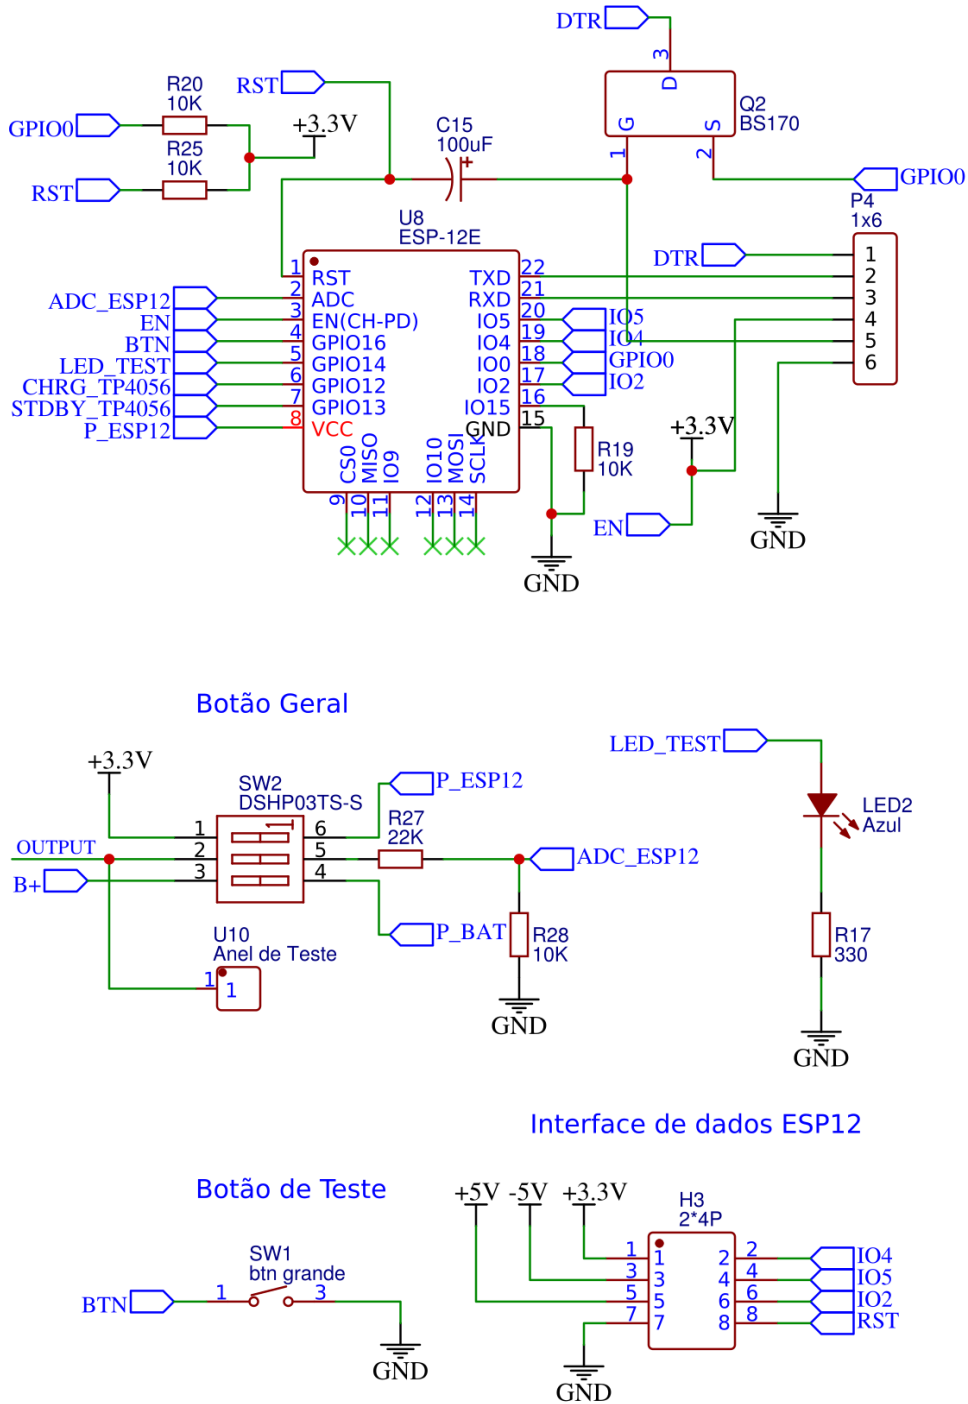 DTR
3
D
G
S
1
2
Q2
BS170
GPIO0
RST
R20
10K
GPIO0
R25
10K
RST
+3.3V
C15
100uF
+
U8
ESP-12E
1 RST
2 ADC
3 EN(CH-PD)
4 GPIO16
5 GPIO14
6 GPIO12
7 GPIO13
8 VCC
ADC_ESP12
EN
BTN
LED_TEST
CHRG_TP4056
STDBY_TP4056
P_ESP12
TXD 22
RXD 21
IO5 20
IO4 19
IO0 18
IO2 17
IO15 16
GND 15
IO5
IO4
GPIO0
IO2
CS0
MISO
IO9
IO10
MOSI
SCLK
9
10
11
12
13
14
R19
10K
GND
P4
1x6
DTR
1
2
3
4
5
6
+3.3V
EN
GND
Botão Geral
+3.3V
SW2
DSHP03TS-S
1
1
2
3
6
5
4
OUTPUT
B+
P_ESP12
R27
22K
ADC_ESP12
P_BAT
R28
10K
GND
U10
Anel de Teste
1
1
LED_TEST
LED2
Azul
R17
330
GND
Interface de dados ESP12
Botão de Teste
SW1
btn grande
BTN
1
3
GND
+5V
-5V
+3.3V
H3
2*4P
1 1 2 2
3 3 4 4
5 5 6 6
7 7 8 8
IO4
IO5
IO2
RST
GND